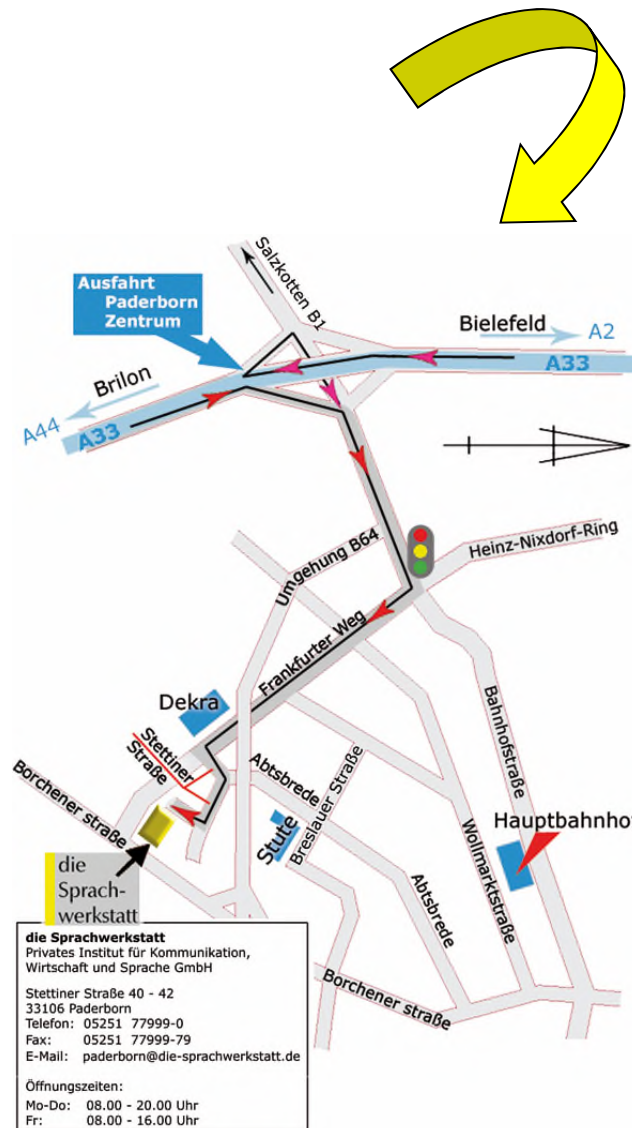 Salzkotten B1
Ausfahrt
Paderborn
Zentrum
Bielefeld
A2
Brilon
A33
A44
A33
Heinz-Nixdorf-Ring
Umgehung B64
Frankfurter Weg
Dekra
Bahnhofstraße
Stettiner
Straße
Abtsbrede
Breslauer Straße
Borchener straße
Stute
Hauptbahnhof
Wollmarktstraße
Abtsbrede
die
Sprach-
werkstatt
Borchener straße
die Sprachwerkstatt
Privates Institut für Kommunikation,
Wirtschaft und Sprache GmbH
Stettiner Straße 40 - 42
33106 Paderborn
Telefon: 05251 77999-0
Fax: 05251 77999-79
E-Mail: paderborn@die-sprachwerkstatt.de
Öffnungszeiten:
Mo-Do: 08.00 - 20.00 Uhr
Fr: 08.00 - 16.00 Uhr